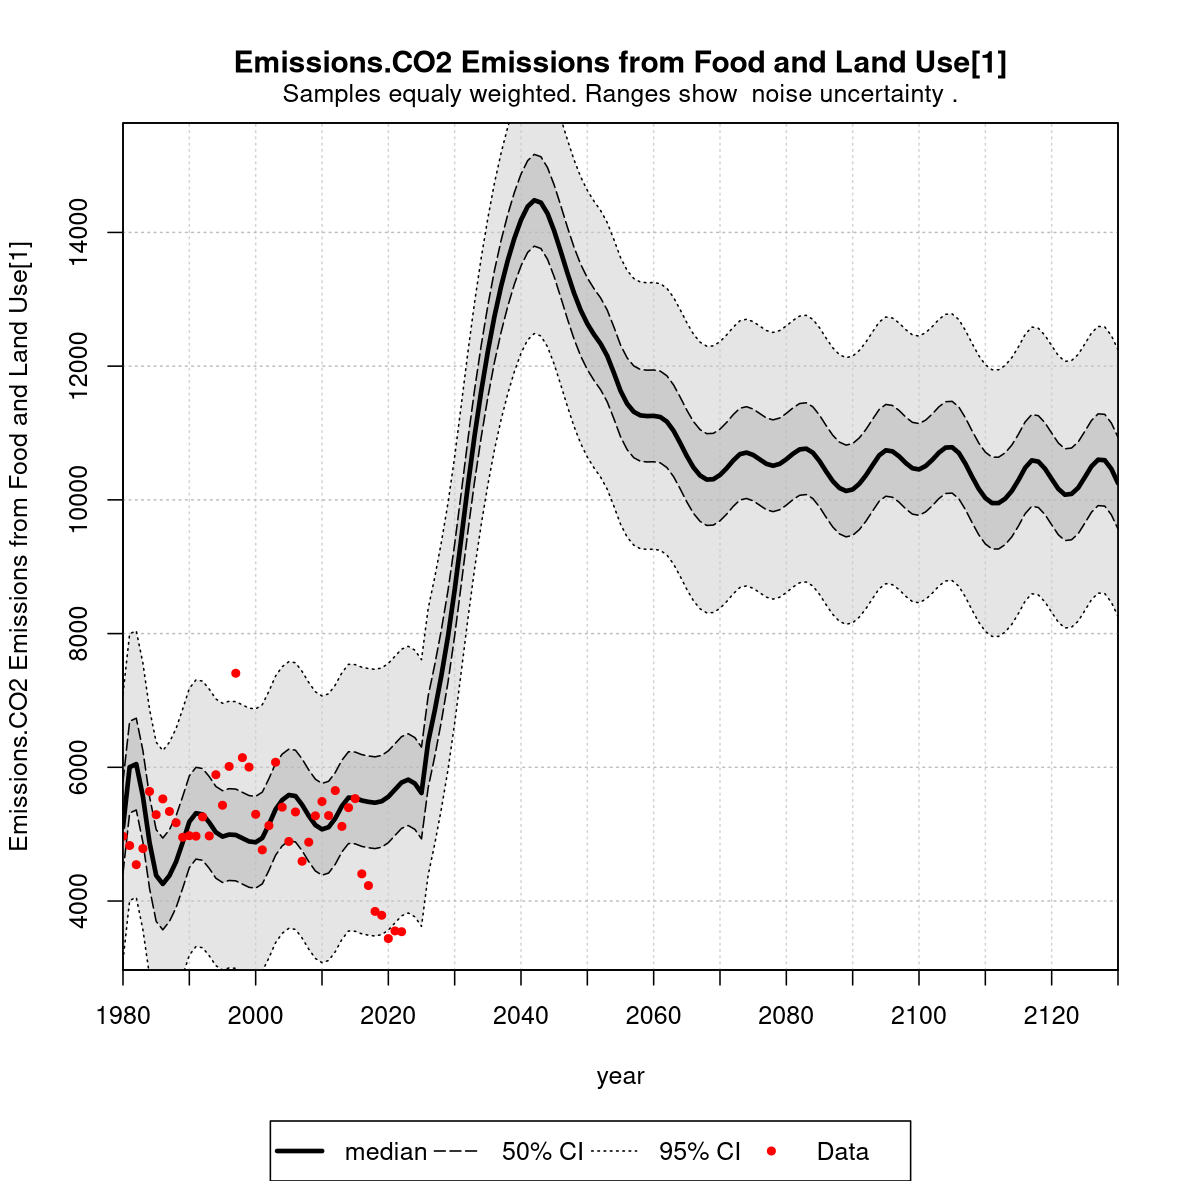 Emissions.CO2 Emissions from Food and Land Use[1]
Samples equaly weighted. Ranges show  noise uncertainty .
Emissions.CO2 Emissions from Food and Land Use[1]
14000
12000
10000
8000
6000
4000
1980 2000 2020 2040 2060 2080 2100 2120
year
median 50% CI 95% CI Data